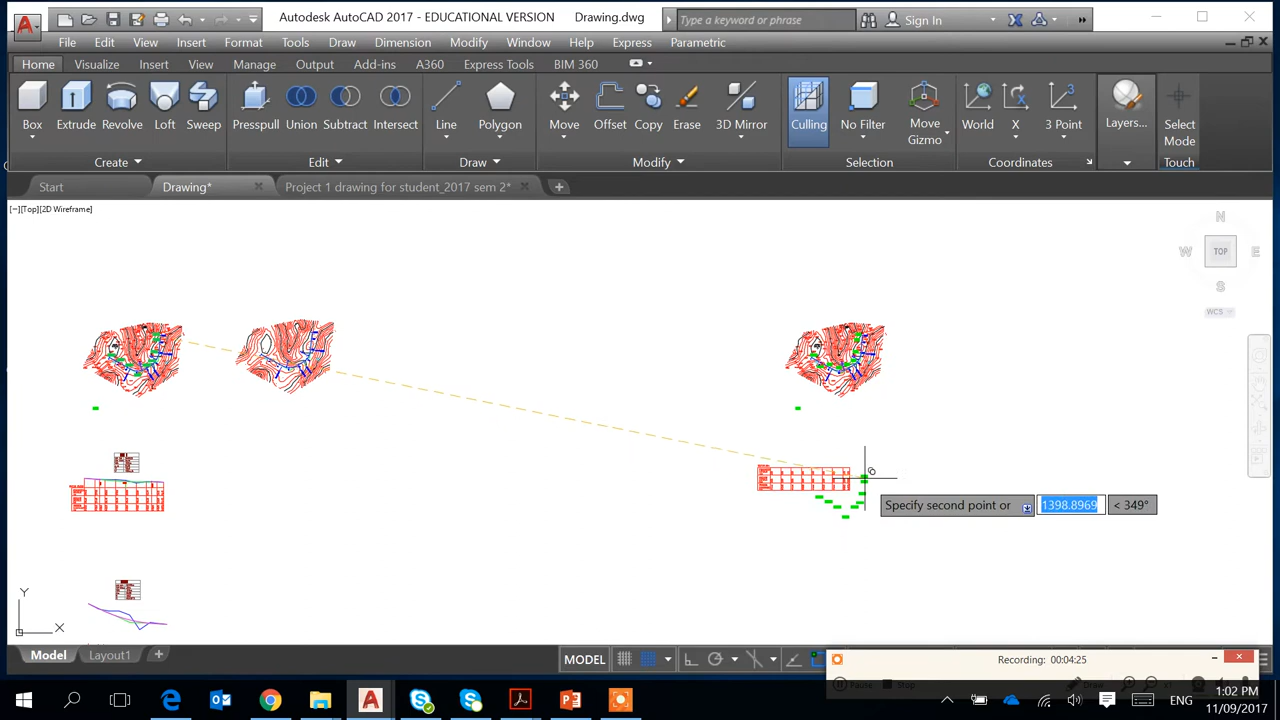 Autodesk AutoCAD 2017 - EDUCATIONAL VERSION Drawing.dwg Type a keyword or phrase Sign In
File Edit View Insert Format Tools Draw Dimension Modify Window Help Express Parametric
Home Visualize Insert View Manage Output Add-ins A360 Express Tools BIM 360
Box Extrude Revolve Loft Sweep Presspull Union Subtract Intersect Line Polygon Move Offset Copy Erase 3D Mirror Culling No Filter Move Gizmo World X 3 Point Layers... Select Mode
Create Edit Draw Modify Selection Coordinates Touch
Start Drawing* Project 1 drawing for student_2017 sem 2*
[−][Top][2D Wireframe]
N
W TOP E
S
WCS
Specify second point or 1398.8969 < 349°
Y
X
Model Layout1
MODEL
Recording: 00:04:25
Pause Stop Draw X1
ENG
1:02 PM
11/09/2017